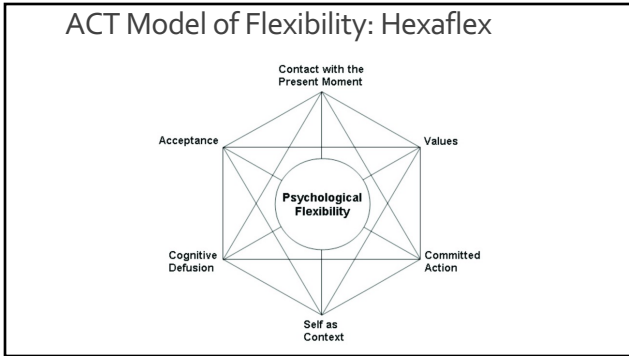 ACT Model of Flexibility: Hexaflex
Contact with the
Present Moment
Acceptance
Values
Psychological
Flexibility
Cognitive
Defusion
Committed
Action
Self as
Context